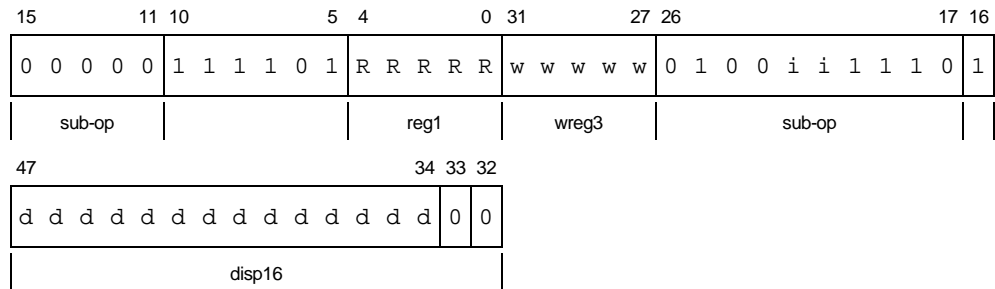 15 11 10 5 4 0 31 27 26 17 16
0 0 0 0 0 1 1 1 1 0 1 R R R R R w w w w w 0 1 0 0 i i 1 1 1 0 1
sub-op reg1 wreg3 sub-op
47 34 33 32
d d d d d d d d d d d d d d 0 0
disp16